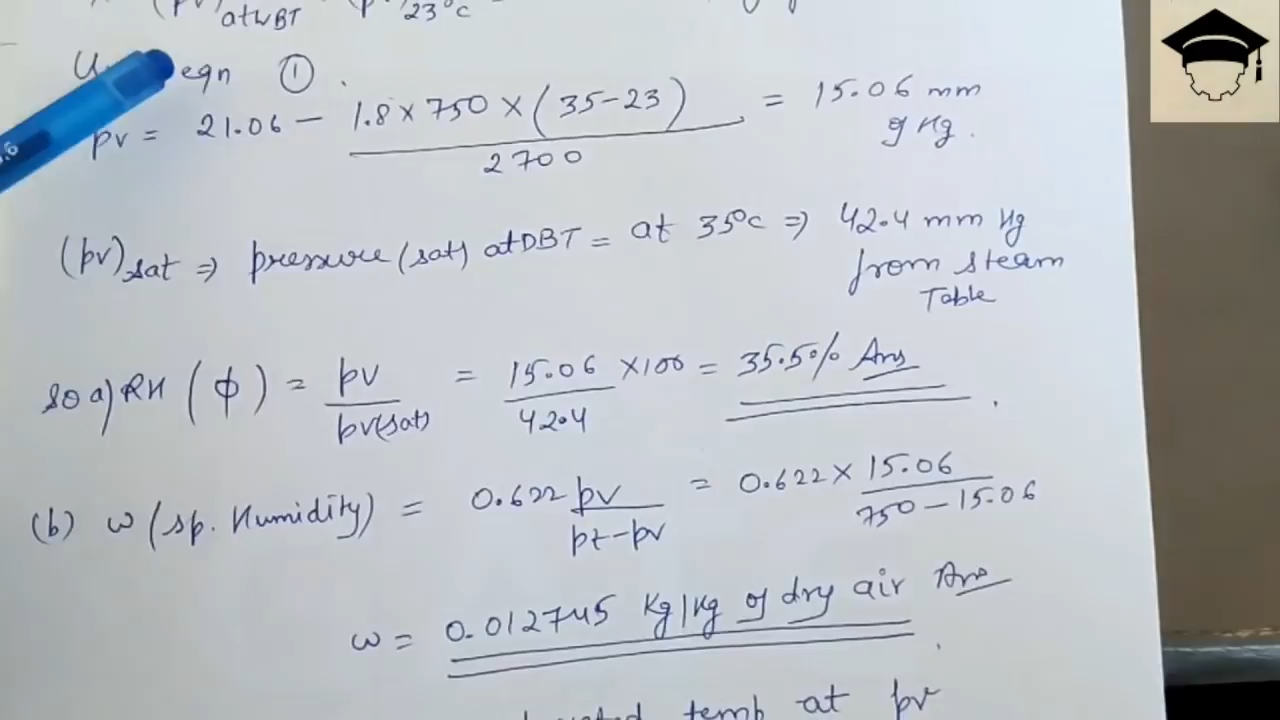 (pv) at WBT (p 23°c
eqn ①.
pv = 21.06 − 1.8 × 750 × (35−23) / 2700 = 15.06 mm of Hg.
(pv)sat ⇒ pressure (sat) at DBT = at 35°c ⇒ 42.4 mm Hg
from steam
Table
so a) RH (ϕ) = pv / pv(sat) = 15.06 / 42.4 × 100 = 35.5% Ans
(b) ω (sp. Humidity) = 0.622 pv / pt−pv = 0.622 × 15.06 / 750 − 15.06
ω = 0.012745 Kg/Kg of dry air Ans
temp at pv